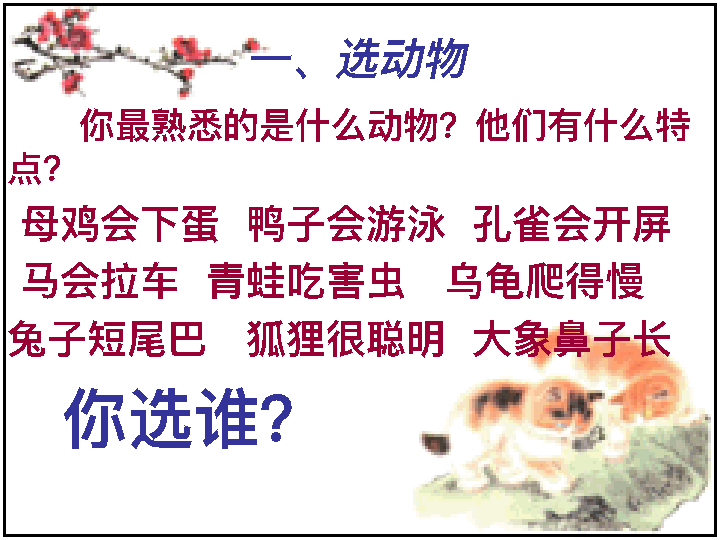 一、选动物
你最熟悉的是什么动物？他们有什么特
点？
母鸡会下蛋 鸭子会游泳 孔雀会开屏
马会拉车 青蛙吃害虫 乌龟爬得慢
兔子短尾巴 狐狸很聪明 大象鼻子长
你选谁？